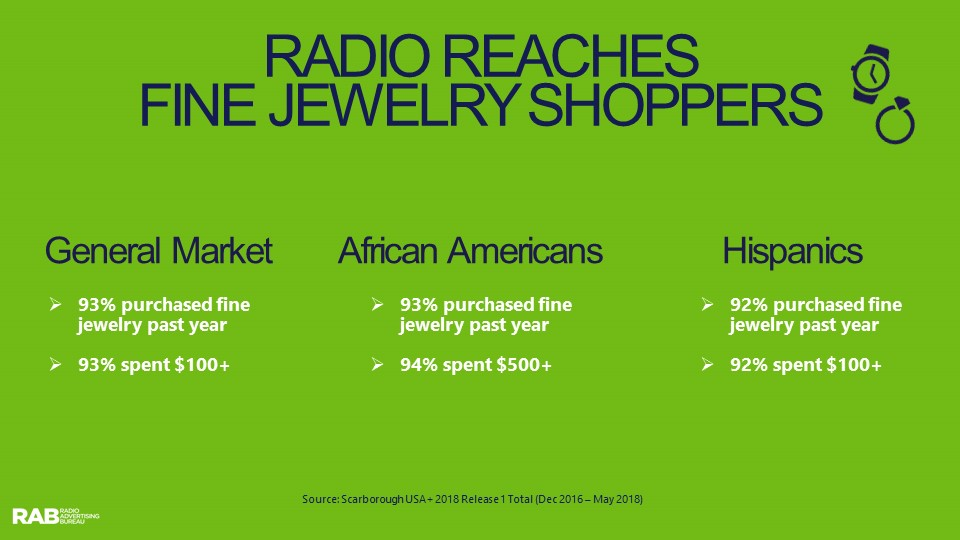 RADIO REACHES
FINE JEWELRY SHOPPERS
General Market
➢ 93% purchased fine
jewelry past year
➢ 93% spent $100+
African Americans
➢ 93% purchased fine
jewelry past year
➢ 94% spent $500+
Hispanics
➢ 92% purchased fine
jewelry past year
➢ 92% spent $100+
Source: Scarborough USA+ 2018 Release 1 Total (Dec 2016 – May 2018)
RAB RADIO
ADVERTISING
BUREAU